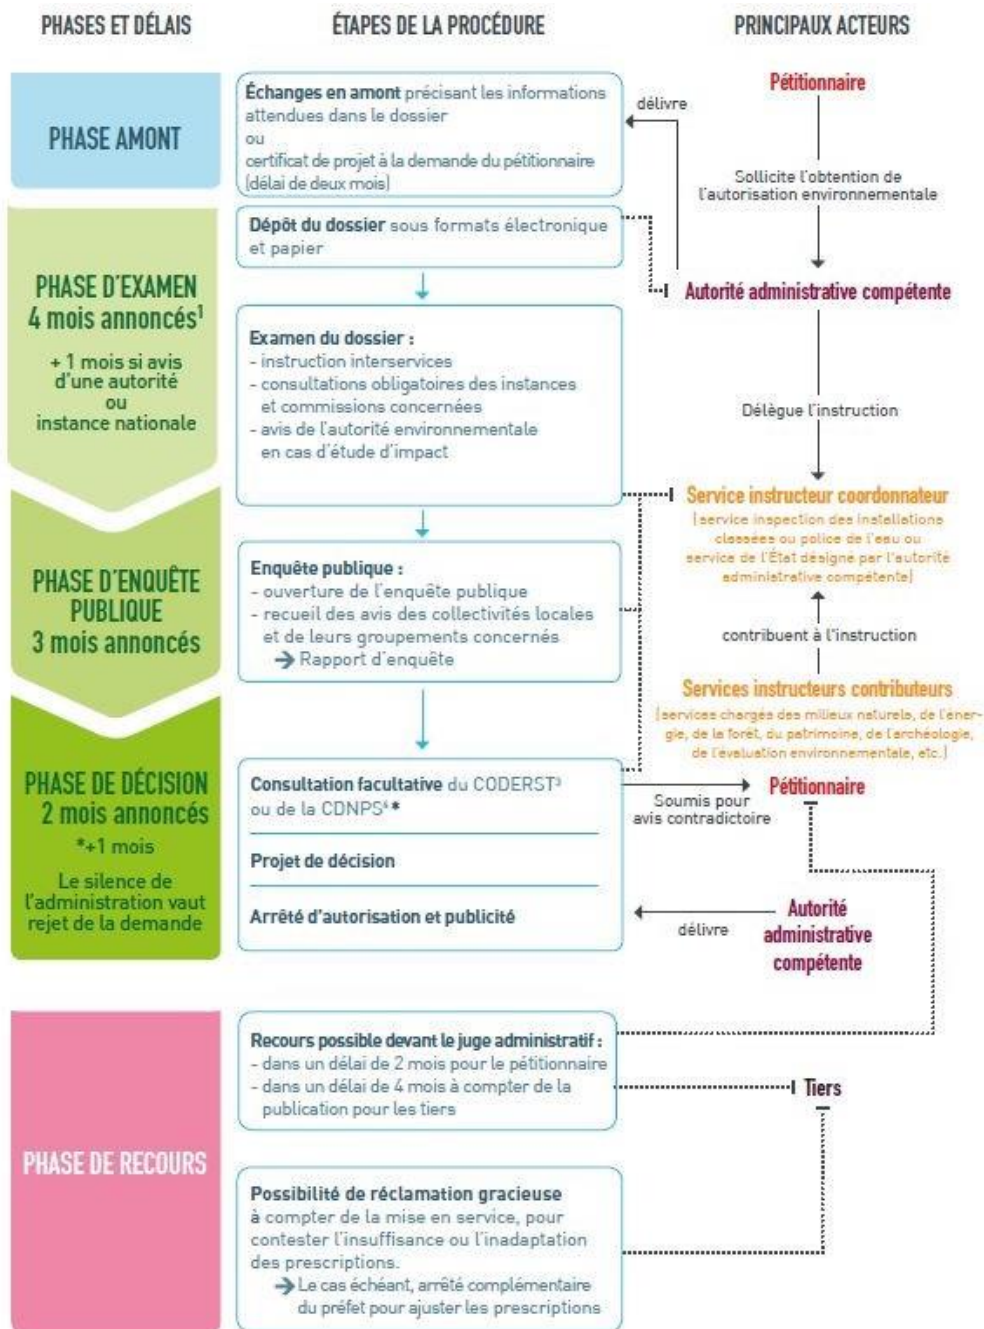 PHASES ET DÉLAIS
ÉTAPES DE LA PROCÉDURE
PRINCIPAUX ACTEURS
PHASE AMONT
Échanges en amont précisant les informations
attendues dans le dossier
ou
certificat de projet à la demande du pétitionnaire
(délai de deux mois)
délivre
Pétitionnaire
Sollicite l'obtention de
l'autorisation environnementale
PHASE D'EXAMEN
4 mois annoncés¹
+ 1 mois si avis
d'une autorité
ou
instance nationale
Dépôt du dossier sous formats électronique
et papier
Autorité administrative compétente
Examen du dossier :
- instruction interservices
- consultations obligatoires des instances
et commissions concernées
- avis de l'autorité environnementale
en cas d'étude d'impact
Délègue l'instruction
Service instructeur coordonnateur
(service inspection des installations
classées ou police de l'eau ou
service de l'État désigné par l'autorité
administrative compétente)
PHASE D'ENQUÊTE
PUBLIQUE
3 mois annoncés
Enquête publique :
- ouverture de l'enquête publique
- recueil des avis des collectivités locales
et de leurs groupements concernés
→ Rapport d'enquête
contribuent à l'instruction
Services instructeurs contributeurs
(services chargés des milieux naturels, de l'éner-
gie, de la forêt, du patrimoine, de l'archéologie,
de l'évaluation environnementale, etc.)
PHASE DE DÉCISION
2 mois annoncés
*+1 mois
Le silence de
l'administration vaut
rejet de la demande
Consultation facultative du CODERST³
ou de la CDNPS⁴*
Projet de décision
Arrêté d'autorisation et publicité
Soumis pour
avis contradictoire
Pétitionnaire
délivre
Autorité
administrative
compétente
PHASE DE RECOURS
Recours possible devant le juge administratif :
- dans un délai de 2 mois pour le pétitionnaire
- dans un délai de 4 mois à compter de la
publication pour les tiers
Tiers
Possibilité de réclamation gracieuse
à compter de la mise en service, pour
contester l'insuffisance ou l'inadaptation
des prescriptions.
→ Le cas échéant, arrêté complémentaire
du préfet pour ajuster les prescriptions